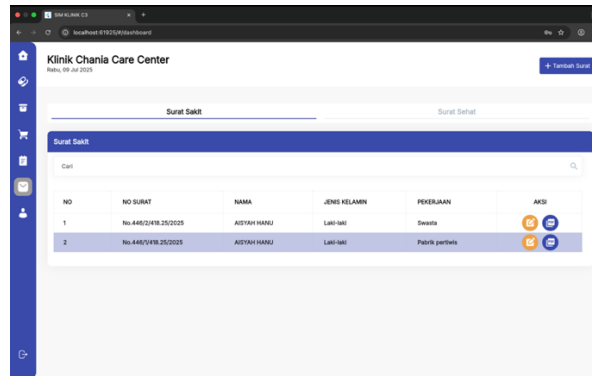 SIM KLINIK C3
localhost:61925/#/dashboard
Klinik Chania Care Center
Rabu, 09 Jul 2025
+ Tambah Surat
Surat Sakit
Surat Sehat
Surat Sakit
Cari
NO NO SURAT NAMA JENIS KELAMIN PEKERJAAN AKSI
1 No.446/2/418.25/2025 AISYAH HANU Laki-laki Swasta
2 No.446/1/418.25/2025 AISYAH HANU Laki-laki Pabrik pertiwis